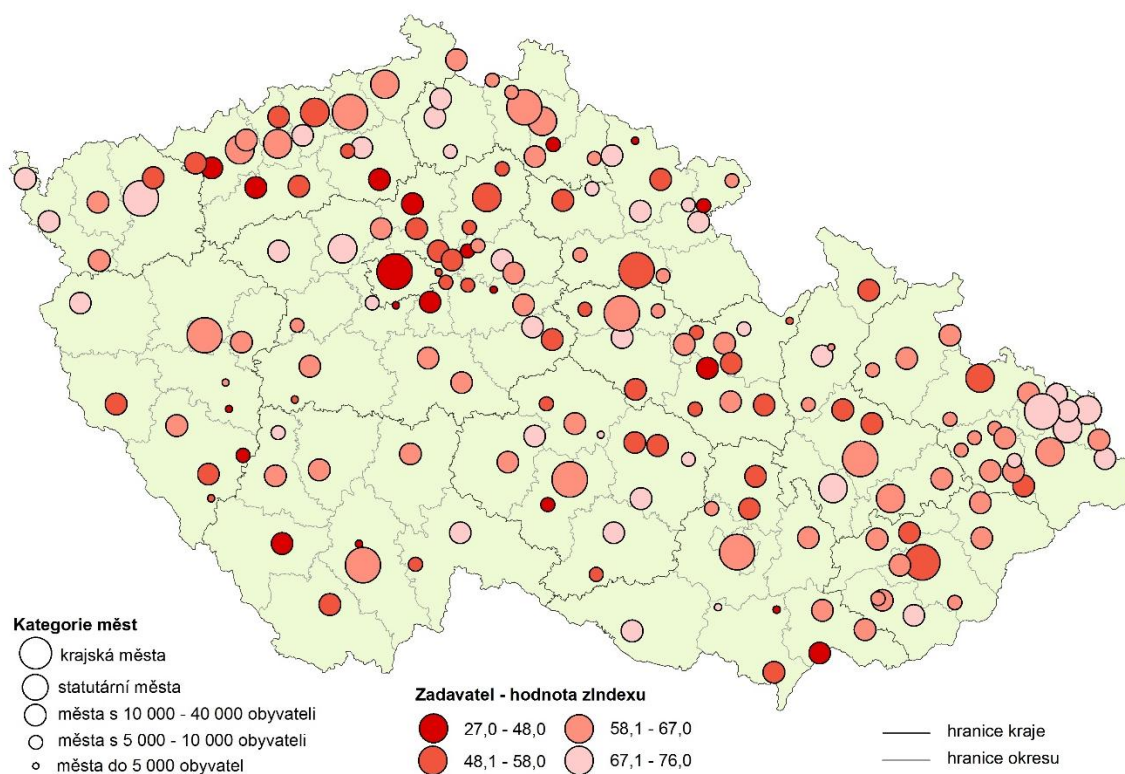 Kategorie měst
krajská města
statutární města
města s 10 000 - 40 000 obyvateli
města s 5 000 - 10 000 obyvateli
města do 5 000 obyvatel
Zadavatel - hodnota zIndexu
27,0 - 48,0
58,1 - 67,0
48,1 - 58,0
67,1 - 76,0
hranice kraje
hranice okresu